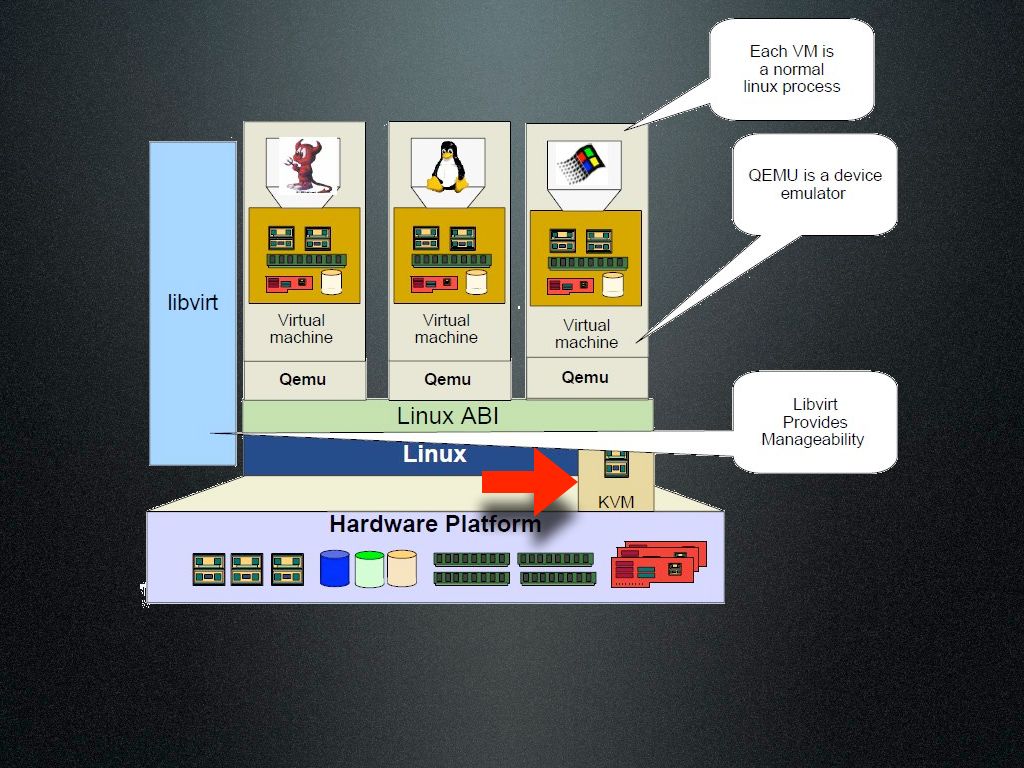 Each VM is
a normal
linux process
QEMU is a device
emulator
libvirt
Virtual
machine
Virtual
machine
Virtual
machine
Qemu
Qemu
Qemu
Linux ABI
Libvirt
Provides
Manageability
Linux
KVM
Hardware Platform